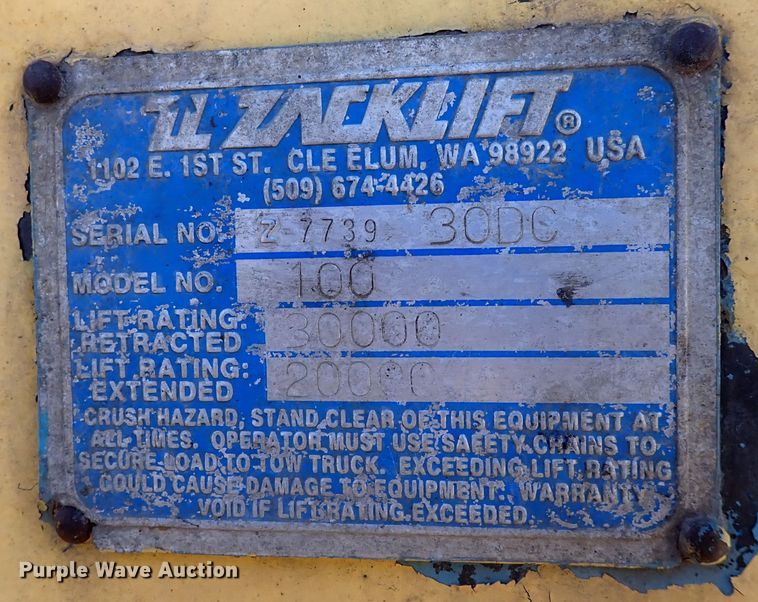 ZL ZACKLIFT®
1102 E. 1ST ST. CLE ELUM, WA 98922 USA
(509) 674-4426
SERIAL NO. Z 7739 30DC
MODEL NO. 100
LIFT RATING: 30000
RETRACTED
LIFT RATING: 20000
EXTENDED
CRUSH HAZARD, STAND CLEAR OF THIS EQUIPMENT AT
ALL TIMES. OPERATOR MUST USE SAFETY CHAINS TO
SECURE LOAD TO TOW TRUCK. EXCEEDING LIFT RATING
COULD CAUSE DAMAGE TO EQUIPMENT. WARRANTY
VOID IF LIFT RATING EXCEEDED.
Purple Wave Auction